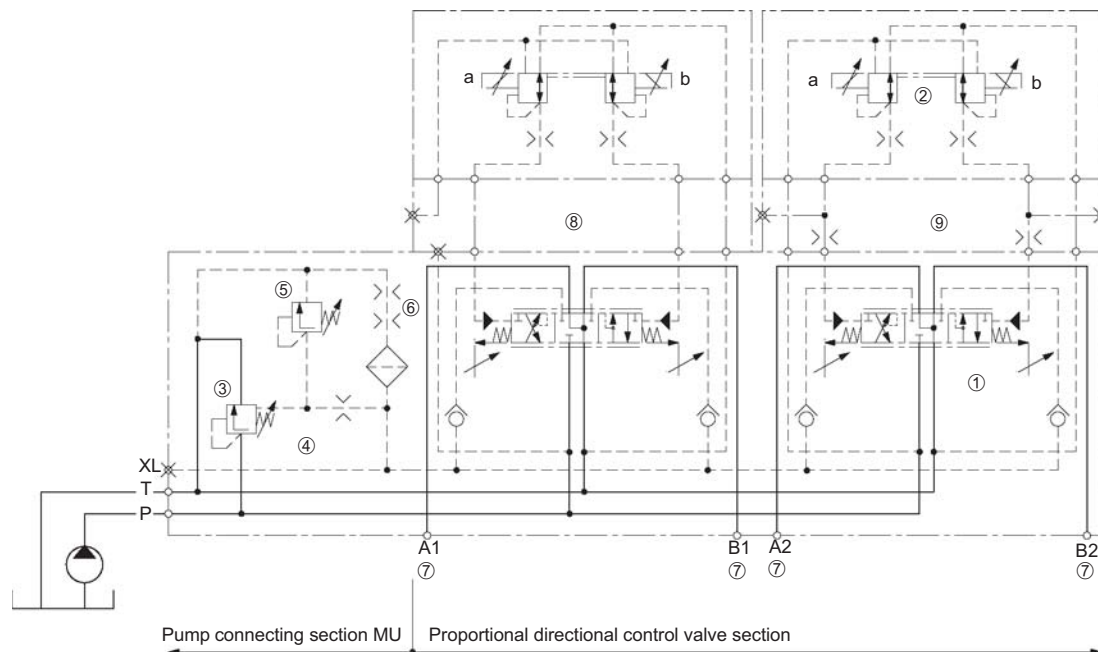 a b a b
②
⑧ ⑨
⑤ ⑥
③ ①
④
XL
T
P
A1 B1 A2 B2
⑦ ⑦ ⑦ ⑦
Pump connecting section MU Proportional directional control valve section